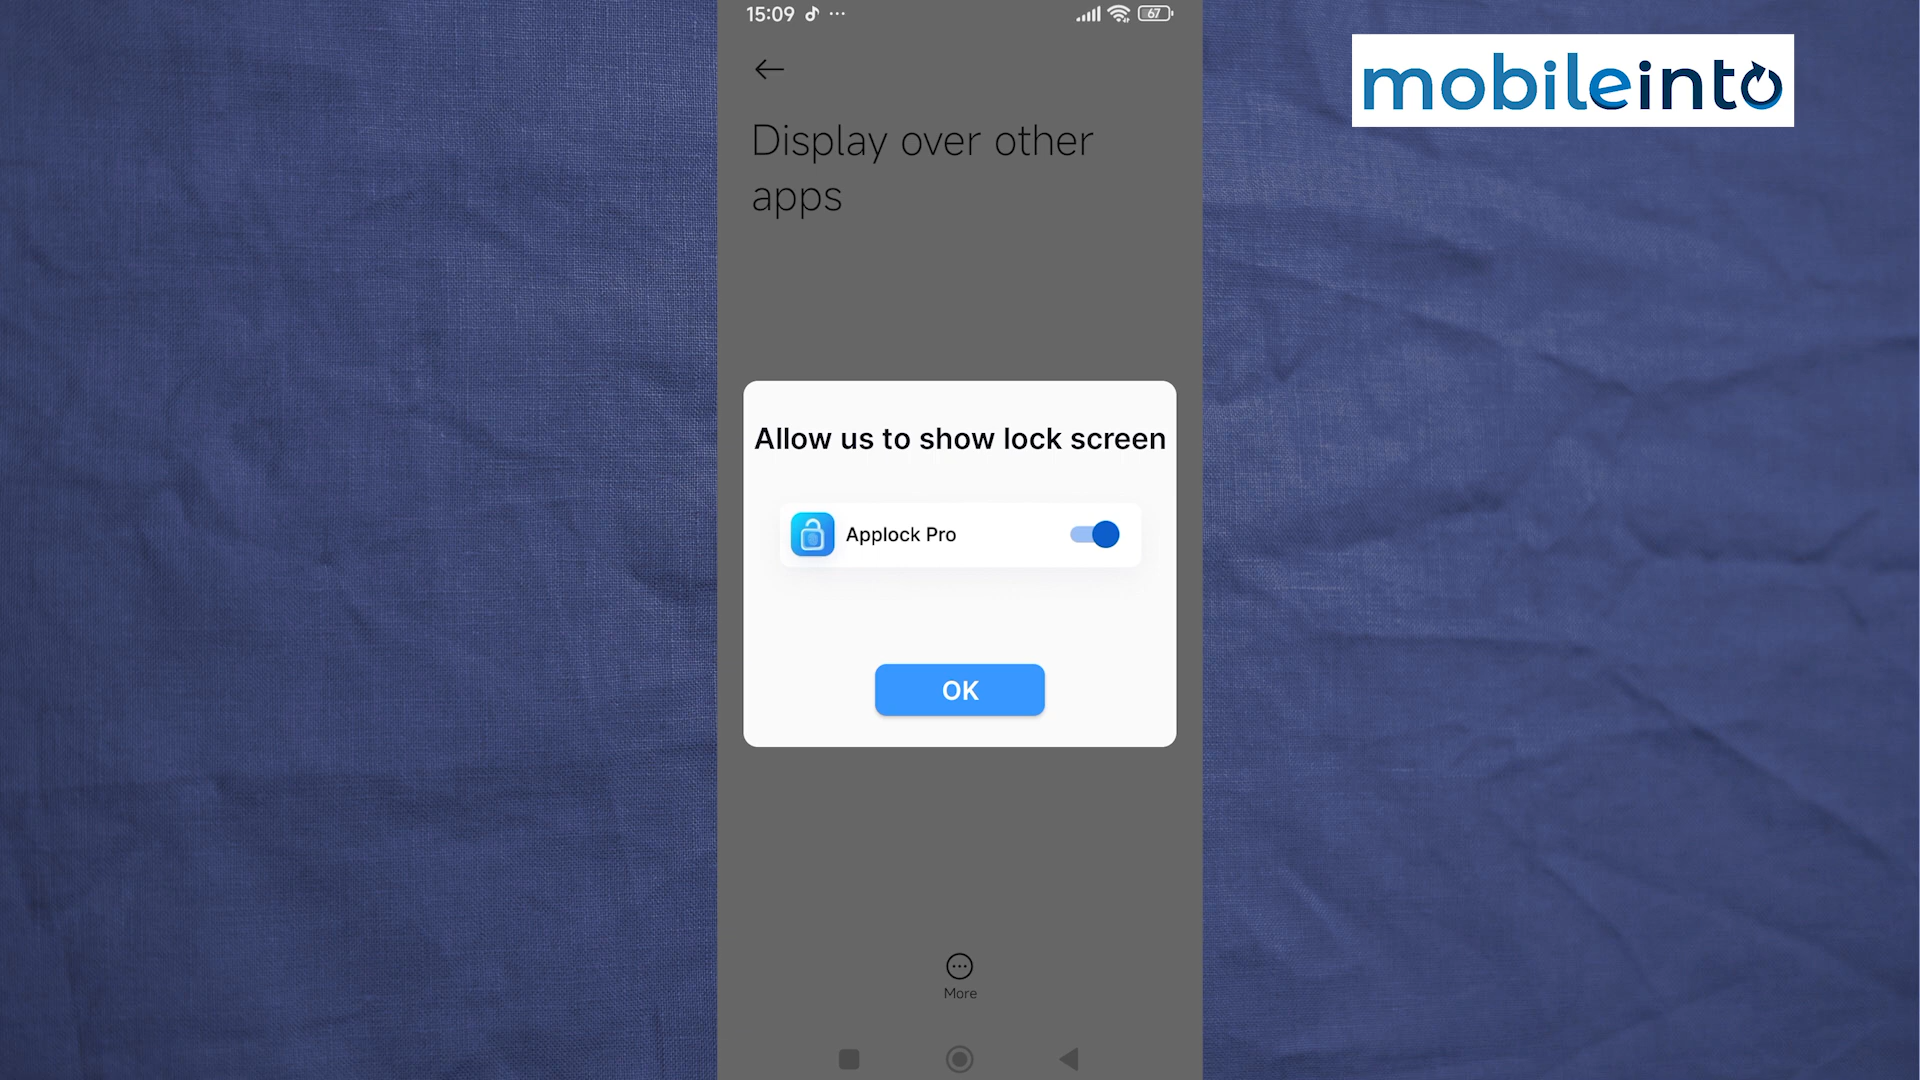 15:09
67
mobileinto
Display over other
apps
Allow us to show lock screen
Applock Pro
OK
More